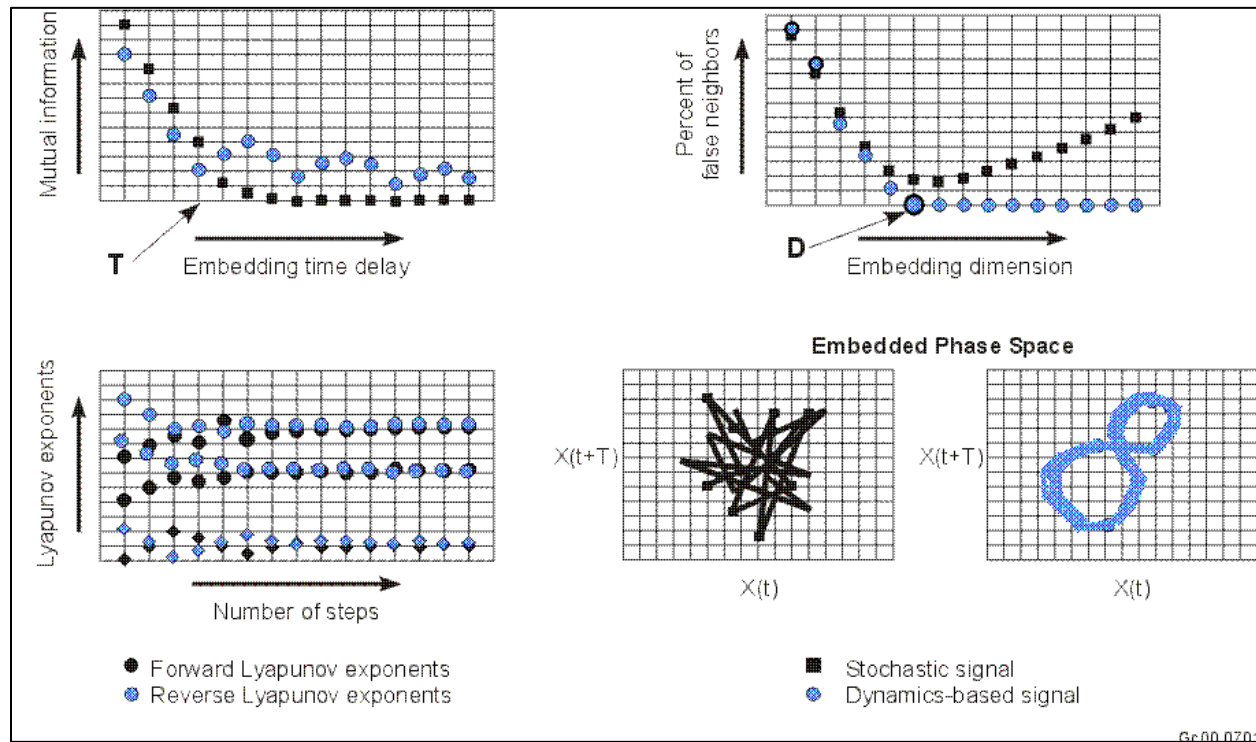 Mutual information
T
Embedding time delay
Percent of
false neighbors
D
Embedding dimension
Lyapunov exponents
Number of steps
Forward Lyapunov exponents
Reverse Lyapunov exponents
Embedded Phase Space
X(t+T)
X(t)
X(t+T)
X(t)
Stochastic signal
Dynamics-based signal